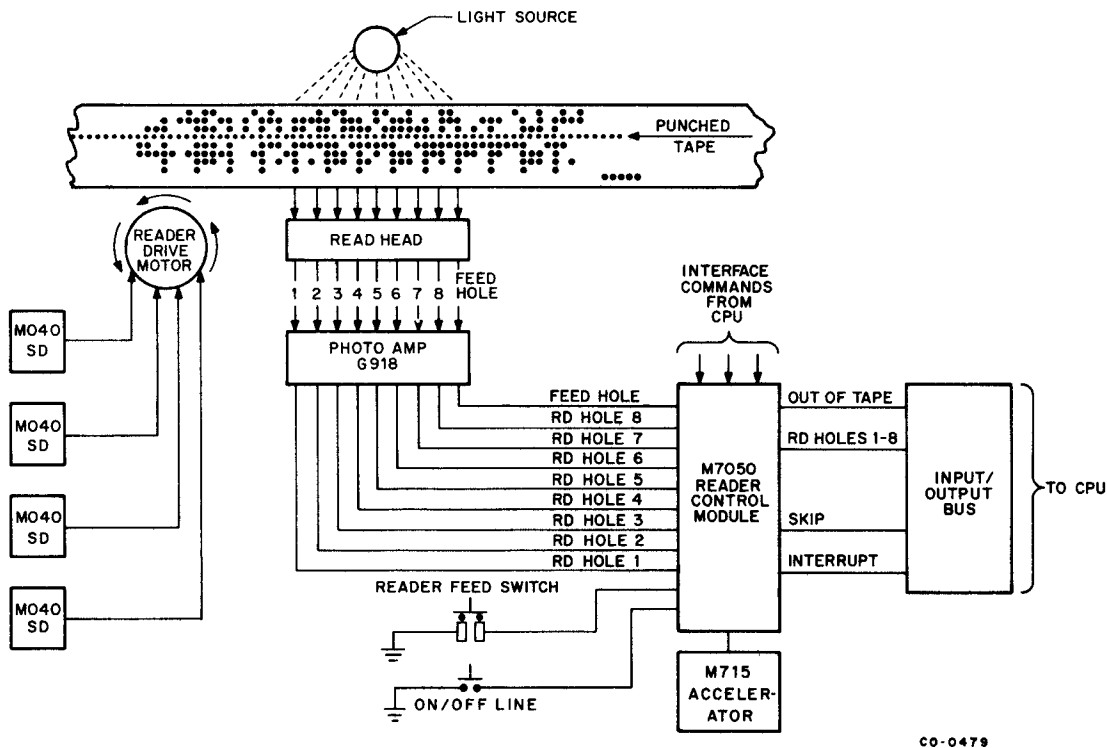 LIGHT SOURCE
PUNCHED
TAPE
READER
DRIVE
MOTOR
READ HEAD
1 2 3 4 5 6 7 8 FEED
HOLE
PHOTO AMP
G918
M040
SD
M040
SD
M040
SD
M040
SD
INTERFACE
COMMANDS
FROM
CPU
FEED HOLE
RD HOLE 8
RD HOLE 7
RD HOLE 6
RD HOLE 5
RD HOLE 4
RD HOLE 3
RD HOLE 2
RD HOLE 1
READER FEED SWITCH
ON/OFF LINE
M7050
READER
CONTROL
MODULE
M715
ACCELER-
ATOR
OUT OF TAPE
RD HOLES 1-8
SKIP
INTERRUPT
INPUT/
OUTPUT
BUS
TO CPU
CO-0479